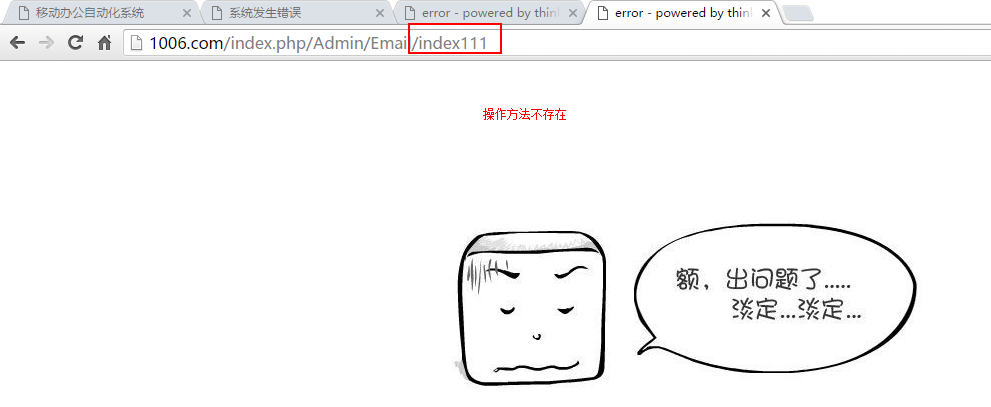 移动办公自动化系统
系统发生错误
error - powered by think
error - powered by think
1006.com/index.php/Admin/Email/index111
操作方法不存在
额，出问题了.....
淡定...淡定...